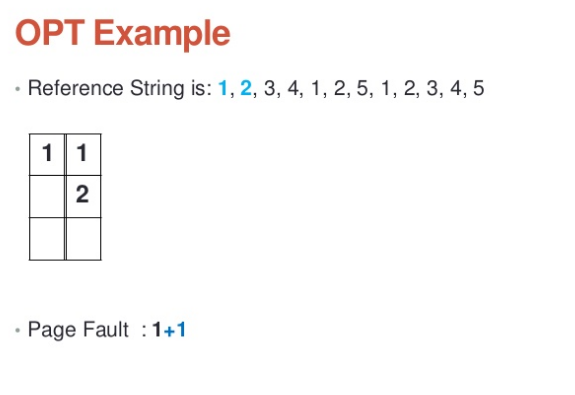 OPT Example
• Reference String is: 1, 2, 3, 4, 1, 2, 5, 1, 2, 3, 4, 5
1 1
2
• Page Fault : 1+1